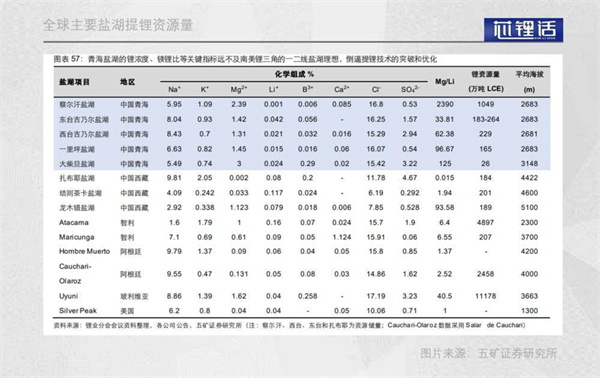 全球主要盐湖提锂资源量
芯锂话
图表 57：青海盐湖的锂浓度、镁锂比等关键指标远不及南美锂三角的一二线盐湖理想，倒逼提锂技术的突破和优化
盐湖项目 地区 化学组成 % Mg/Li 锂资源量（万吨 LCE） 平均海拔（m）
Na⁺ K⁺ Mg²⁺ Li⁺ B³⁺ Ca²⁺ Cl⁻ SO₄²⁻
察尔汗盐湖 中国青海 5.95 1.09 2.39 0.001 0.006 0.085 16.8 0.53 2390 1049 2683
东台吉乃尔盐湖 中国青海 8.04 0.93 1.42 0.042 0.056 - 16.25 1.57 33.81 183-264 2683
西台吉乃尔盐湖 中国青海 8.43 0.7 1.31 0.021 0.032 0.016 15.29 2.94 62.38 229 2681
一里坪盐湖 中国青海 6.63 0.82 1.45 0.015 0.016 0.06 16.07 0.54 96.67 165 2683
大柴旦盐湖 中国青海 5.49 0.74 3 0.024 0.29 0.02 15.42 3.22 125 26 3148
扎布耶盐湖 中国西藏 9.81 2.05 0.002 0.08 0.2 - 11.78 4.67 0.015 184 4422
结则茶卡盐湖 中国西藏 4.09 0.242 0.033 0.117 0.024 - 6.19 0.292 1.94 201 4600
龙木错盐湖 中国西藏 2.92 0.338 1.123 0.079 0.018 0.006 7.85 0.528 93.58 189 5100
Atacama 智利 1.6 1.79 1 0.16 0.07 0.024 15.7 1.9 6.4 4897 2300
Maricunga 智利 7.1 0.69 0.61 0.09 0.05 1.124 15.91 0.06 6.55 207 3700
Hombre Muerto 阿根廷 9.79 1.37 0.09 0.06 0.04 0.05 15.8 0.85 1.37 - 4000
Cauchari-
Olaroz 阿根廷 9.55 0.47 0.131 0.05 0.08 0.03 14.86 1.62 2.52 2458 4000
Uyuni 玻利维亚 8.86 1.39 1.62 0.04 0.258 - 17.19 3.23 40.5 11178 3663
Silver Peak 美国 6.2 0.8 0.04 0.04 - 0.05 10.06 0.71 1 - 1300
资料来源：锂业分会会议资料整理，各公司公告，五矿证券研究所（注：察尔汗、西台、东台和扎布耶为资源储量；Cauchari-Olaroz 数据采用 Salar de Cauchari）
图片来源：五矿证券研究所